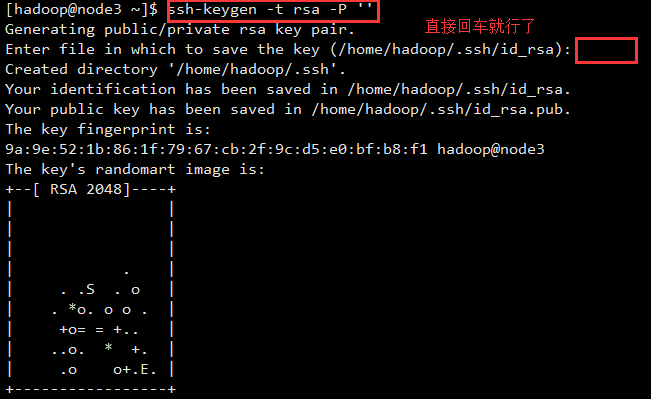 [hadoop@node3 ~]$ ssh-keygen -t rsa -P ''
Generating public/private rsa key pair.
直接回车就行了
Enter file in which to save the key (/home/hadoop/.ssh/id_rsa):
Created directory '/home/hadoop/.ssh'.
Your identification has been saved in /home/hadoop/.ssh/id_rsa.
Your public key has been saved in /home/hadoop/.ssh/id_rsa.pub.
The key fingerprint is:
9a:9e:52:1b:86:1f:79:67:cb:2f:9c:d5:e0:bf:b8:f1 hadoop@node3
The key's randomart image is:
+--[ RSA 2048]----+
|                 |
|                 |
|                 |
|            .    |
|     . .S  . o   |
|    . *o. o o .  |
|     +o= = +..   |
|    ..o.  *  +.  |
|     .o    o+.E. |
+-----------------+